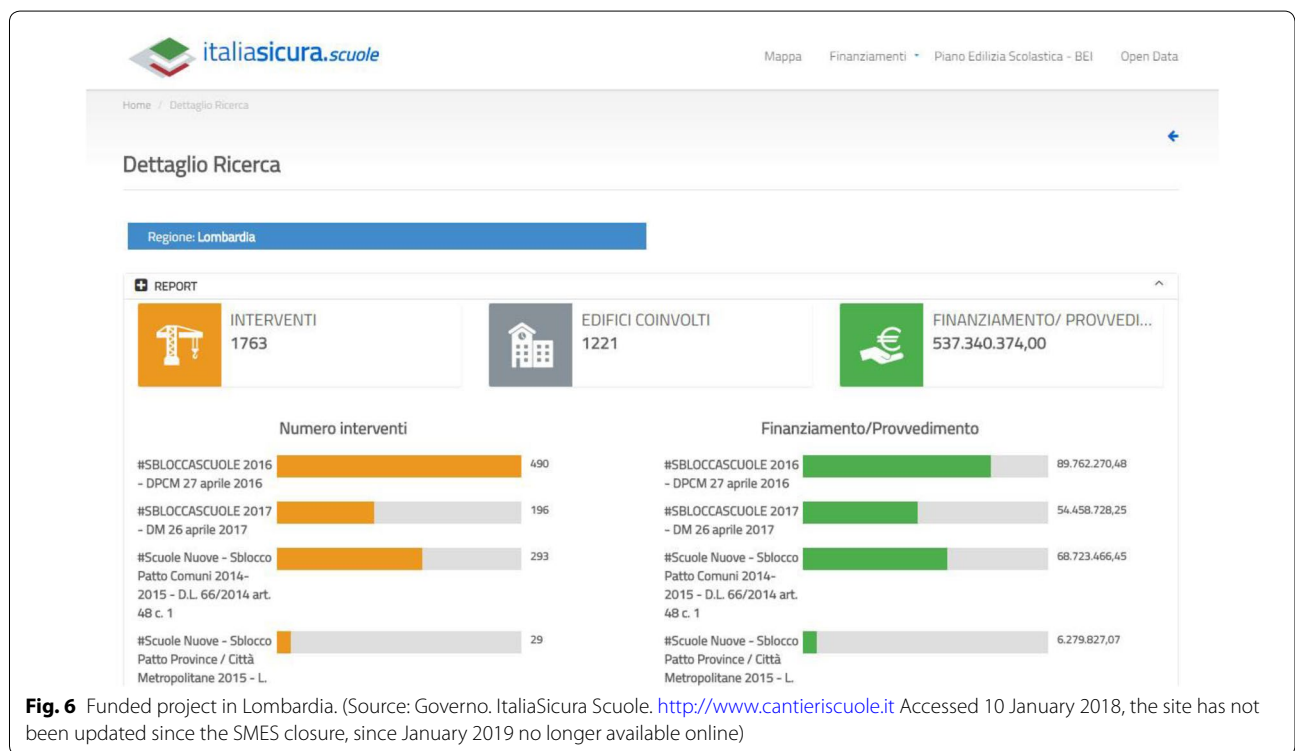 italiasicura.scuole
Mappa Finanziamenti Piano Edilizia Scolastica - BEI Open Data
Home / Dettaglio Ricerca
Dettaglio Ricerca
Regione: Lombardia
REPORT
INTERVENTI
1763
EDIFICI COINVOLTI
1221
FINANZIAMENTO/ PROVVEDI...
537.340.374,00
Numero interventi
#SBLOCCASCUOLE 2016 490
- DPCM 27 aprile 2016
#SBLOCCASCUOLE 2017 196
- DM 26 aprile 2017
#Scuole Nuove - Sblocco 293
Patto Comuni 2014-
2015 - D.L. 66/2014 art.
48 c. 1
#Scuole Nuove - Sblocco 29
Patto Province / Città
Metropolitane 2015 - L.
Finanziamento/Provvedimento
#SBLOCCASCUOLE 2016 89.762.270,48
- DPCM 27 aprile 2016
#SBLOCCASCUOLE 2017 54.458.728,25
- DM 26 aprile 2017
#Scuole Nuove - Sblocco 68.723.466,45
Patto Comuni 2014-
2015 - D.L. 66/2014 art.
48 c. 1
#Scuole Nuove - Sblocco 6.279.827,07
Patto Province / Città
Metropolitane 2015 - L.
Fig. 6 Funded project in Lombardia. (Source: Governo. ItaliaSicura Scuole. http://www.cantieriscuole.it Accessed 10 January 2018, the site has not
been updated since the SMES closure, since January 2019 no longer available online)